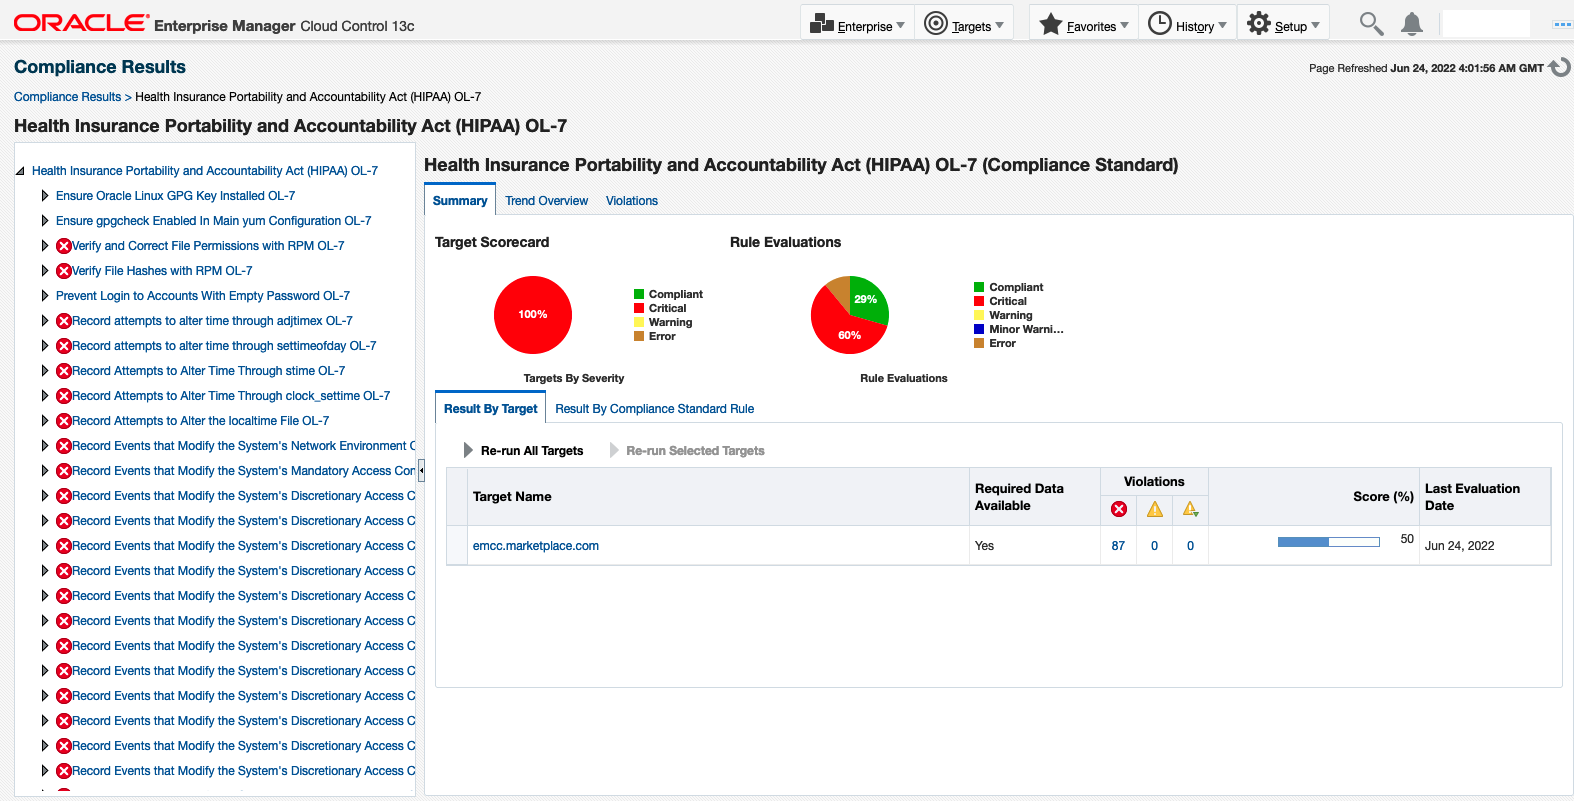 ORACLE® Enterprise Manager Cloud Control 13c
Enterprise
Targets
Favorites
History
Setup
Compliance Results
Page Refreshed Jun 24, 2022 4:01:56 AM GMT
Compliance Results > Health Insurance Portability and Accountability Act (HIPAA) OL-7
Health Insurance Portability and Accountability Act (HIPAA) OL-7
Health Insurance Portability and Accountability Act (HIPAA) OL-7
Ensure Oracle Linux GPG Key Installed OL-7
Ensure gpgcheck Enabled In Main yum Configuration OL-7
Verify and Correct File Permissions with RPM OL-7
Verify File Hashes with RPM OL-7
Prevent Login to Accounts With Empty Password OL-7
Record attempts to alter time through adjtimex OL-7
Record attempts to alter time through settimeofday OL-7
Record Attempts to Alter Time Through stime OL-7
Record Attempts to Alter Time Through clock_settime OL-7
Record Attempts to Alter the localtime File OL-7
Record Events that Modify the System's Network Environment O
Record Events that Modify the System's Mandatory Access Con
Record Events that Modify the System's Discretionary Access C
Record Events that Modify the System's Discretionary Access C
Record Events that Modify the System's Discretionary Access C
Record Events that Modify the System's Discretionary Access C
Record Events that Modify the System's Discretionary Access C
Record Events that Modify the System's Discretionary Access C
Record Events that Modify the System's Discretionary Access C
Record Events that Modify the System's Discretionary Access C
Record Events that Modify the System's Discretionary Access C
Record Events that Modify the System's Discretionary Access C
Record Events that Modify the System's Discretionary Access C
Record Events that Modify the System's Discretionary Access C
Health Insurance Portability and Accountability Act (HIPAA) OL-7 (Compliance Standard)
Summary
Trend Overview
Violations
Target Scorecard
100%
Compliant
Critical
Warning
Error
Targets By Severity
Rule Evaluations
29%
60%
Compliant
Critical
Warning
Minor Warni...
Error
Rule Evaluations
Result By Target
Result By Compliance Standard Rule
Re-run All Targets
Re-run Selected Targets
Target Name
Required Data Available
Violations
Score (%)
Last Evaluation Date
emcc.marketplace.com
Yes
87
0
0
50
Jun 24, 2022